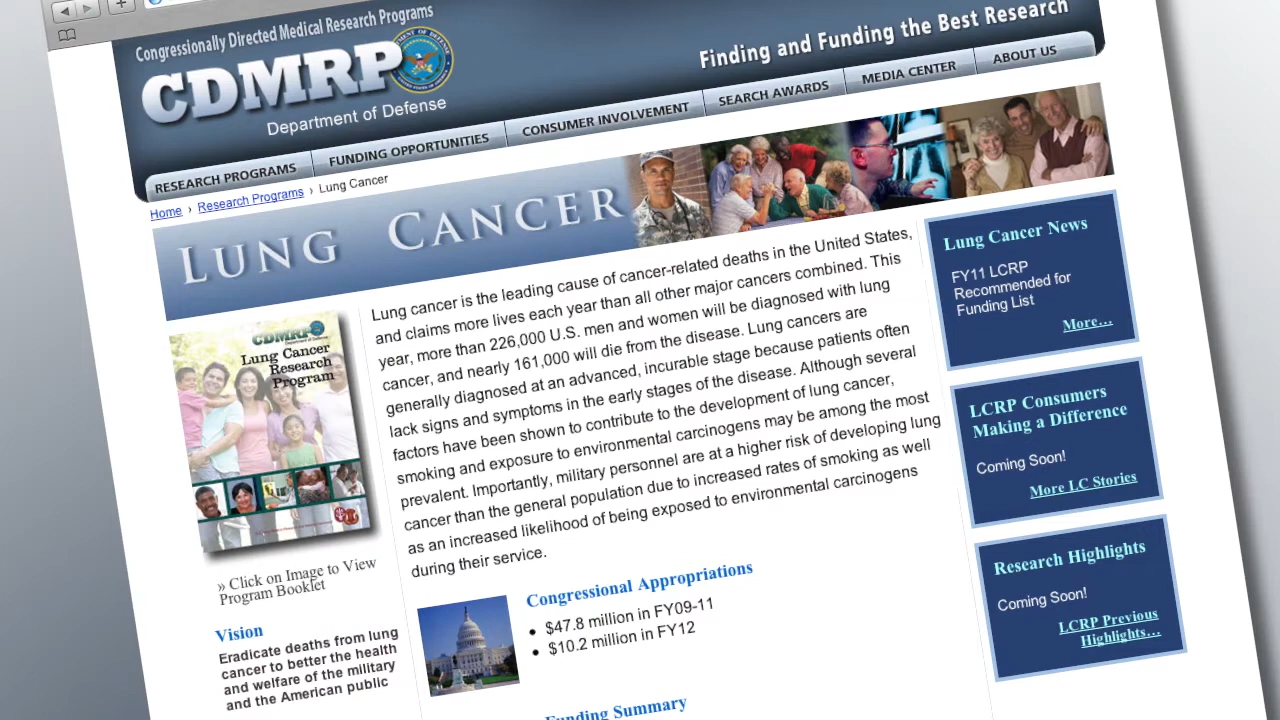 Congressionally Directed Medical Research Programs
CDMRP
Department of Defense
Finding and Funding the Best Research
RESEARCH PROGRAMS
FUNDING OPPORTUNITIES
CONSUMER INVOLVEMENT
SEARCH AWARDS
MEDIA CENTER
ABOUT US
Home › Research Programs › Lung Cancer
LUNG CANCER
CDMRP
Department of Defense
Lung Cancer
Research
Program
» Click on Image to View
Program Booklet
Vision
Eradicate deaths from lung
cancer to better the health
and welfare of the military
and the American public
Lung cancer is the leading cause of cancer-related deaths in the United States,
and claims more lives each year than all other major cancers combined. This
year, more than 226,000 U.S. men and women will be diagnosed with lung
cancer, and nearly 161,000 will die from the disease. Lung cancers are
generally diagnosed at an advanced, incurable stage because patients often
lack signs and symptoms in the early stages of the disease. Although several
factors have been shown to contribute to the development of lung cancer,
smoking and exposure to environmental carcinogens may be among the most
prevalent. Importantly, military personnel are at a higher risk of developing lung
cancer than the general population due to increased rates of smoking as well
as an increased likelihood of being exposed to environmental carcinogens
during their service.
Congressional Appropriations
• $47.8 million in FY09-11
• $10.2 million in FY12
Funding Summary
Lung Cancer News
FY11 LCRP
Recommended for
Funding List
More...
LCRP Consumers
Making a Difference
Coming Soon!
More LC Stories
Research Highlights
Coming Soon!
LCRP Previous
Highlights...